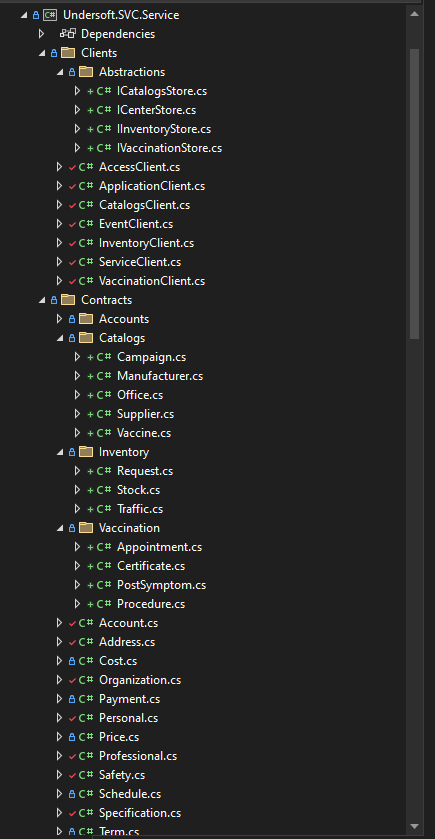 Undersoft.SVC.Service
Dependencies
Clients
Abstractions
C# ICatalogsStore.cs
C# ICenterStore.cs
C# IInventoryStore.cs
C# IVaccinationStore.cs
C# AccessClient.cs
C# ApplicationClient.cs
C# CatalogsClient.cs
C# EventClient.cs
C# InventoryClient.cs
C# ServiceClient.cs
C# VaccinationClient.cs
Contracts
Accounts
Catalogs
C# Campaign.cs
C# Manufacturer.cs
C# Office.cs
C# Supplier.cs
C# Vaccine.cs
Inventory
C# Request.cs
C# Stock.cs
C# Traffic.cs
Vaccination
C# Appointment.cs
C# Certificate.cs
C# PostSymptom.cs
C# Procedure.cs
C# Account.cs
C# Address.cs
C# Cost.cs
C# Organization.cs
C# Payment.cs
C# Personal.cs
C# Price.cs
C# Professional.cs
C# Safety.cs
C# Schedule.cs
C# Specification.cs
C# Term.cs